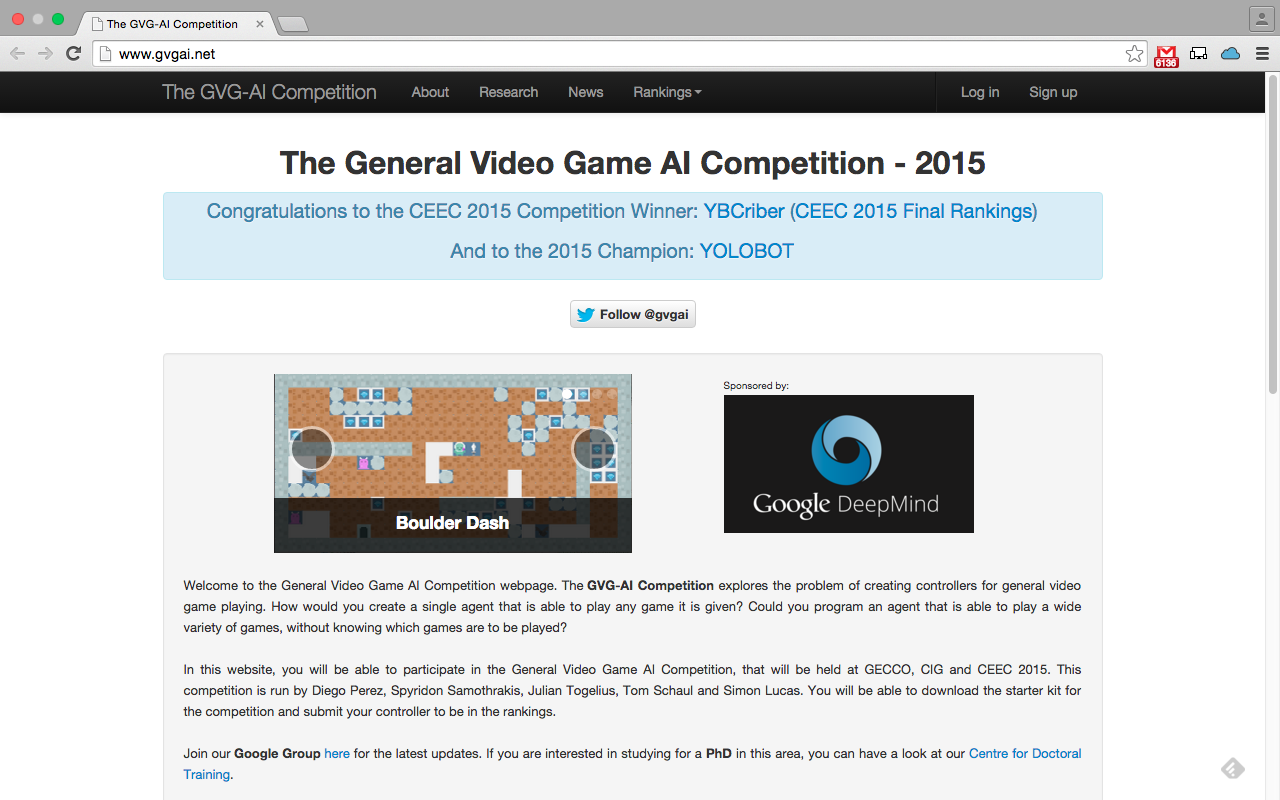 The GVG-AI Competition
www.gvgai.net
6136
The GVG-AI Competition About Research News Rankings Log in Sign up
The General Video Game AI Competition - 2015
Congratulations to the CEEC 2015 Competition Winner: YBCriber (CEEC 2015 Final Rankings)
And to the 2015 Champion: YOLOBOT
Follow @gvgai
Boulder Dash
Sponsored by:
Google DeepMind
Welcome to the General Video Game AI Competition webpage. The GVG-AI Competition explores the problem of creating controllers for general video
game playing. How would you create a single agent that is able to play any game it is given? Could you program an agent that is able to play a wide
variety of games, without knowing which games are to be played?
In this website, you will be able to participate in the General Video Game AI Competition, that will be held at GECCO, CIG and CEEC 2015. This
competition is run by Diego Perez, Spyridon Samothrakis, Julian Togelius, Tom Schaul and Simon Lucas. You will be able to download the starter kit for
the competition and submit your controller to be in the rankings.
Join our Google Group here for the latest updates. If you are interested in studying for a PhD in this area, you can have a look at our Centre for Doctoral
Training.